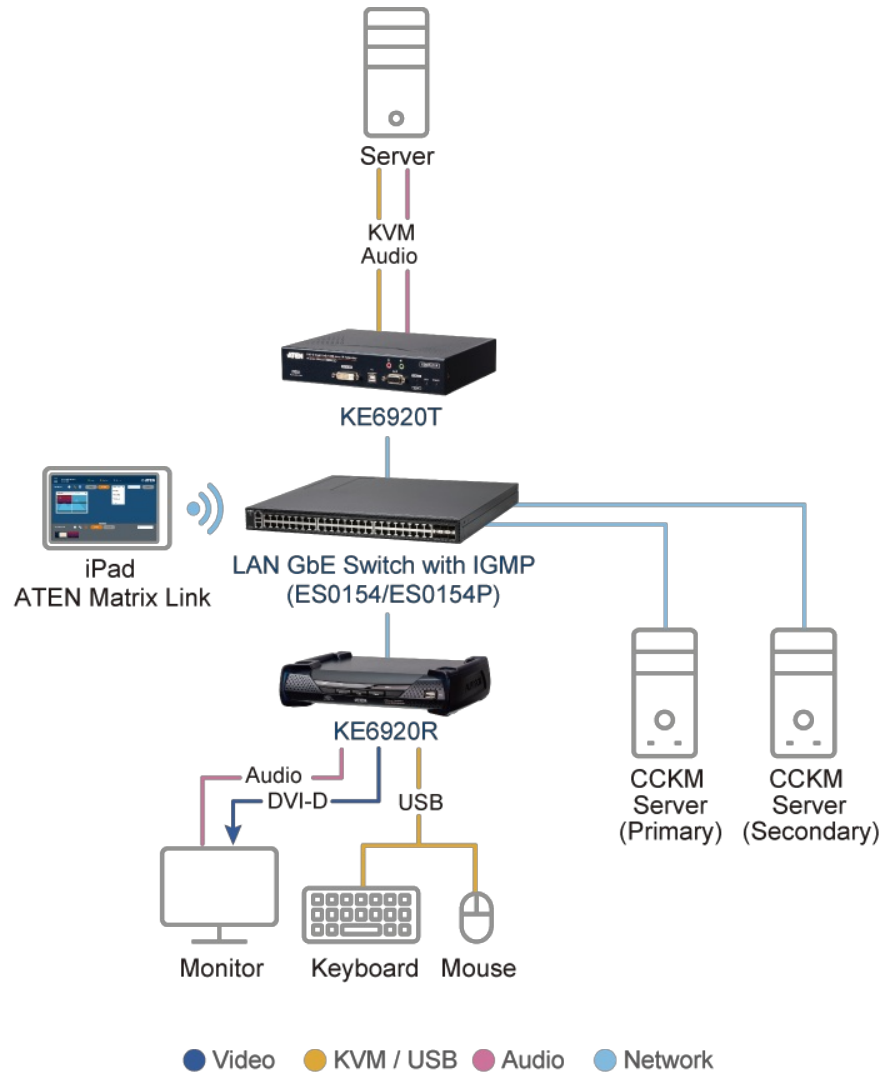 Server
KVM
Audio
ATEN
KE6920T
iPad
ATEN Matrix Link
LAN GbE Switch with IGMP
(ES0154/ES0154P)
KE6920R
Audio
DVI-D
USB
CCKM
Server
(Primary)
CCKM
Server
(Secondary)
Monitor
Keyboard
Mouse
Video
KVM / USB
Audio
Network